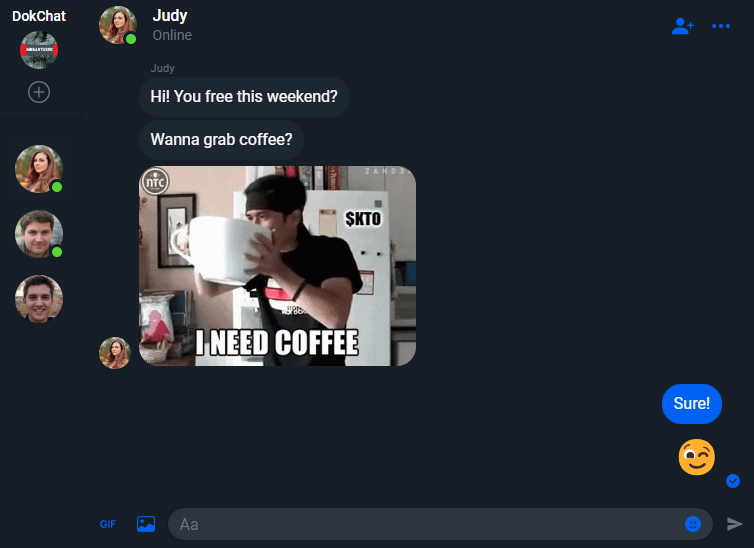 DokChat
Judy
Online
Judy
Hi! You free this weekend?
Wanna grab coffee?
ntc
$KTO
I NEED COFFEE
Sure!
GIF
Aa